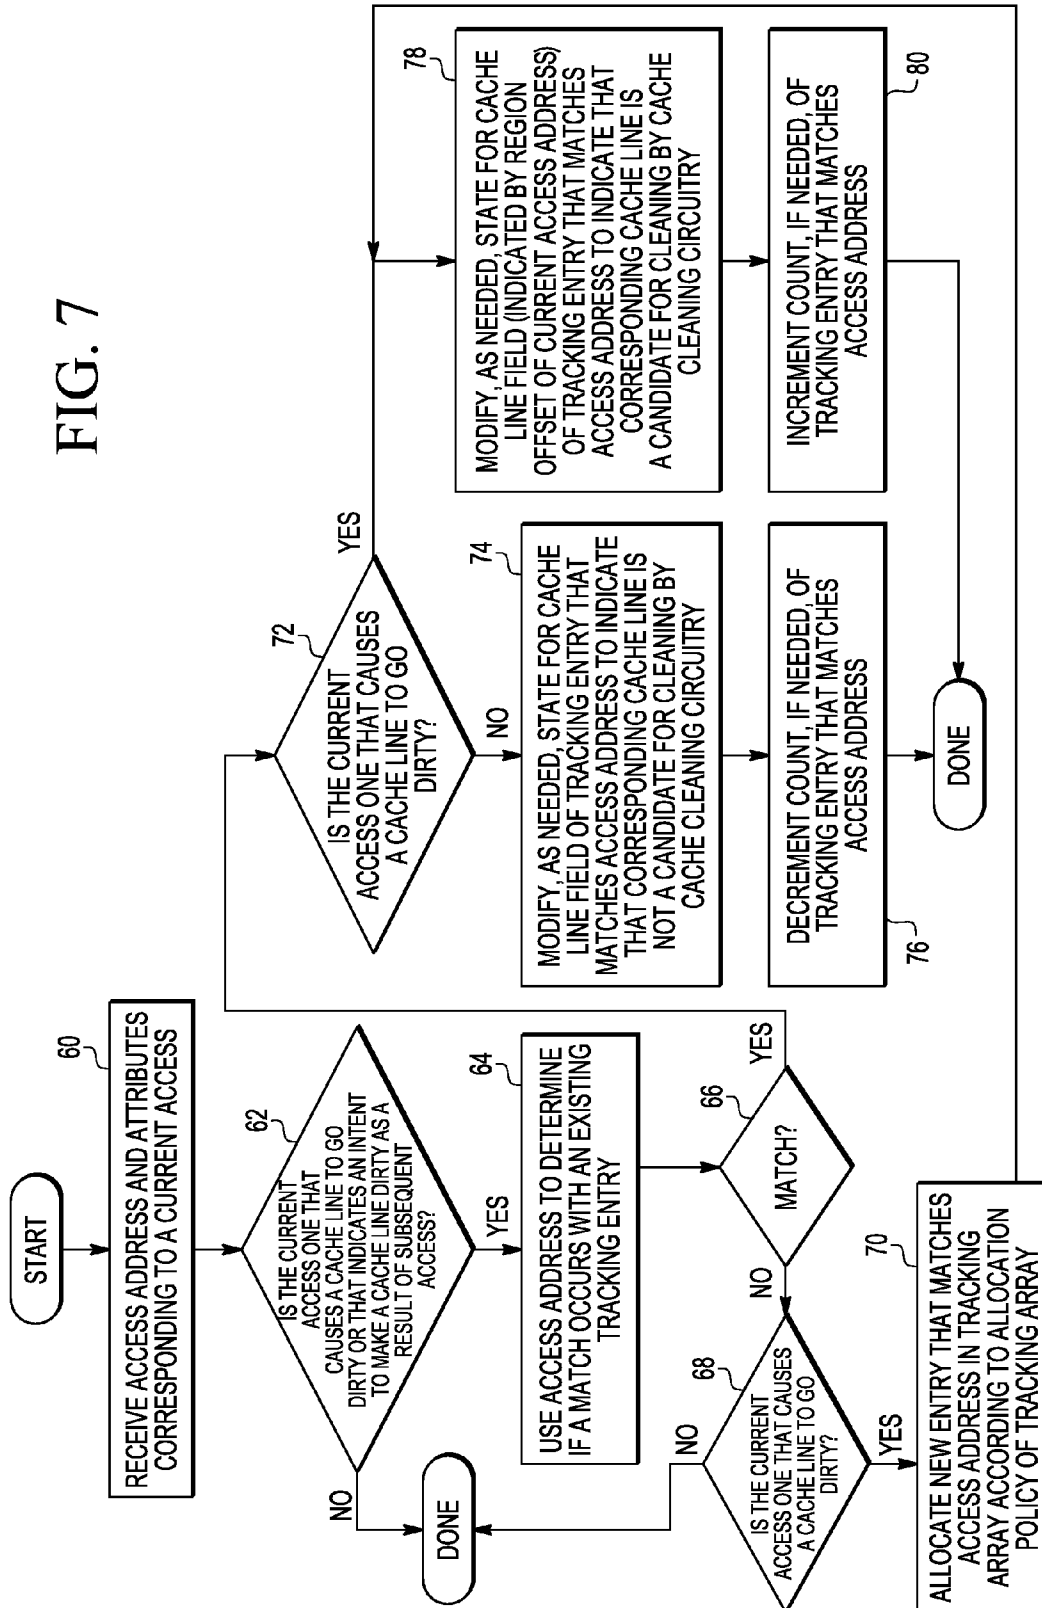 FIG. 7
START
60
RECEIVE ACCESS ADDRESS AND ATTRIBUTES
CORRESPONDING TO A CURRENT ACCESS
62
IS THE CURRENT
ACCESS ONE THAT
CAUSES A CACHE LINE TO GO
DIRTY OR THAT INDICATES AN INTENT
TO MAKE A CACHE LINE DIRTY AS A
RESULT OF SUBSEQUENT
ACCESS?
NO
DONE
YES
64
USE ACCESS ADDRESS TO DETERMINE
IF A MATCH OCCURS WITH AN EXISTING
TRACKING ENTRY
66
MATCH?
YES
NO
68
IS THE CURRENT
ACCESS ONE THAT CAUSES
A CACHE LINE TO GO
DIRTY?
NO
YES
70
ALLOCATE NEW ENTRY THAT MATCHES
ACCESS ADDRESS IN TRACKING
ARRAY ACCORDING TO ALLOCATION
POLICY OF TRACKING ARRAY
72
IS THE CURRENT
ACCESS ONE THAT CAUSES
A CACHE LINE TO GO
DIRTY?
YES
NO
74
MODIFY, AS NEEDED, STATE FOR CACHE
LINE FIELD OF TRACKING ENTRY THAT
MATCHES ACCESS ADDRESS TO INDICATE
THAT CORRESPONDING CACHE LINE IS
NOT A CANDIDATE FOR CLEANING BY
CACHE CLEANING CIRCUITRY
DECREMENT COUNT, IF NEEDED, OF
TRACKING ENTRY THAT MATCHES
ACCESS ADDRESS
76
78
MODIFY, AS NEEDED, STATE FOR CACHE
LINE FIELD (INDICATED BY REGION
OFFSET OF CURRENT ACCESS ADDRESS)
OF TRACKING ENTRY THAT MATCHES
ACCESS ADDRESS TO INDICATE THAT
CORRESPONDING CACHE LINE IS
A CANDIDATE FOR CLEANING BY CACHE
CLEANING CIRCUITRY
INCREMENT COUNT, IF NEEDED, OF
TRACKING ENTRY THAT MATCHES
ACCESS ADDRESS
80
DONE